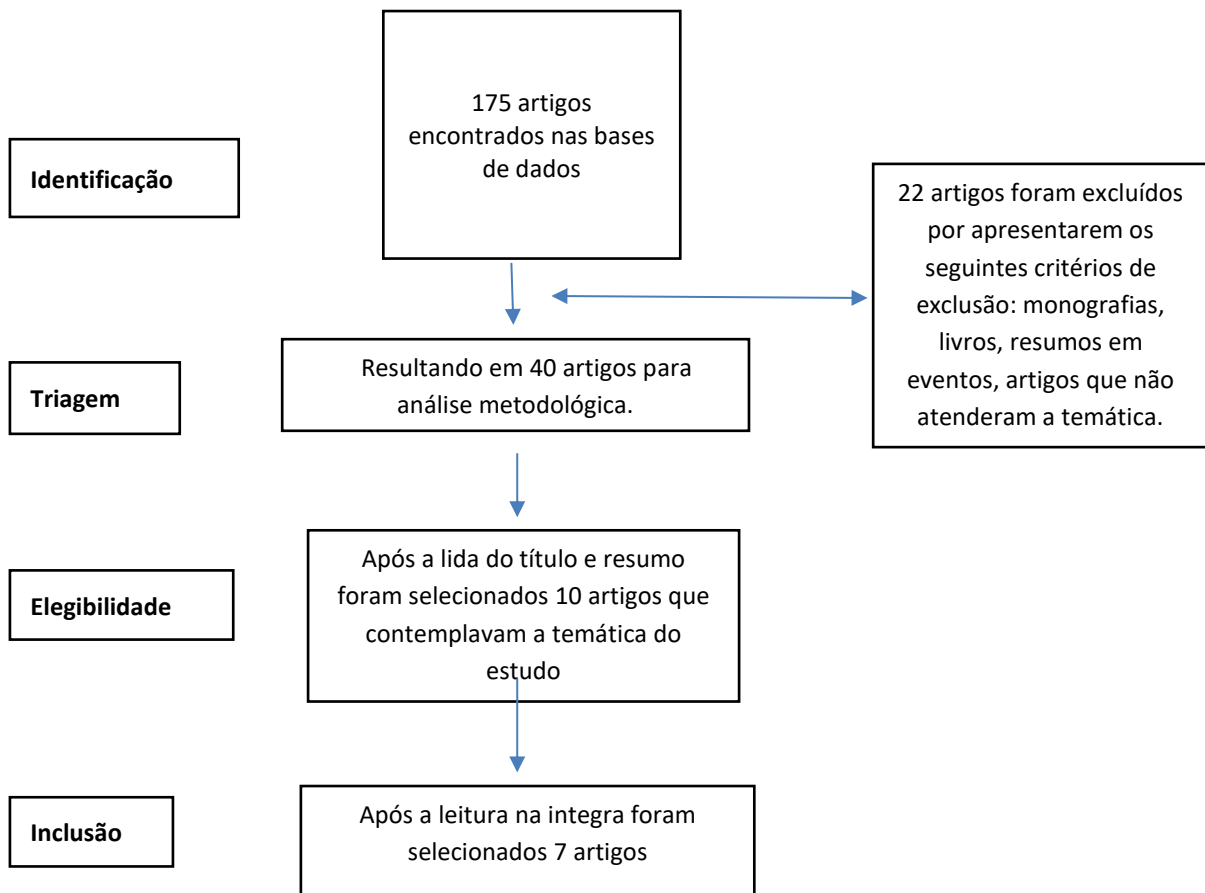 175 artigos
encontrados nas bases
de dados
Identificação
22 artigos foram excluídos
por apresentarem os
seguintes critérios de
exclusão: monografias,
livros, resumos em
eventos, artigos que não
atenderam a temática.
Resultando em 40 artigos para
análise metodológica.
Triagem
Após a lida do título e resumo
foram selecionados 10 artigos que
contemplavam a temática do
estudo
Elegibilidade
Após a leitura na integra foram
selecionados 7 artigos
Inclusão